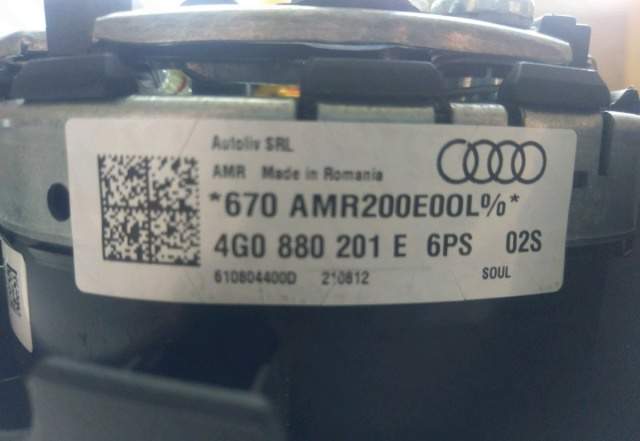 Autoliv SRL
AMR Made in Romania
*670 AMR200E00L%*
4G0 880 201 E 6PS 02S
610804400D 210812
SOUL